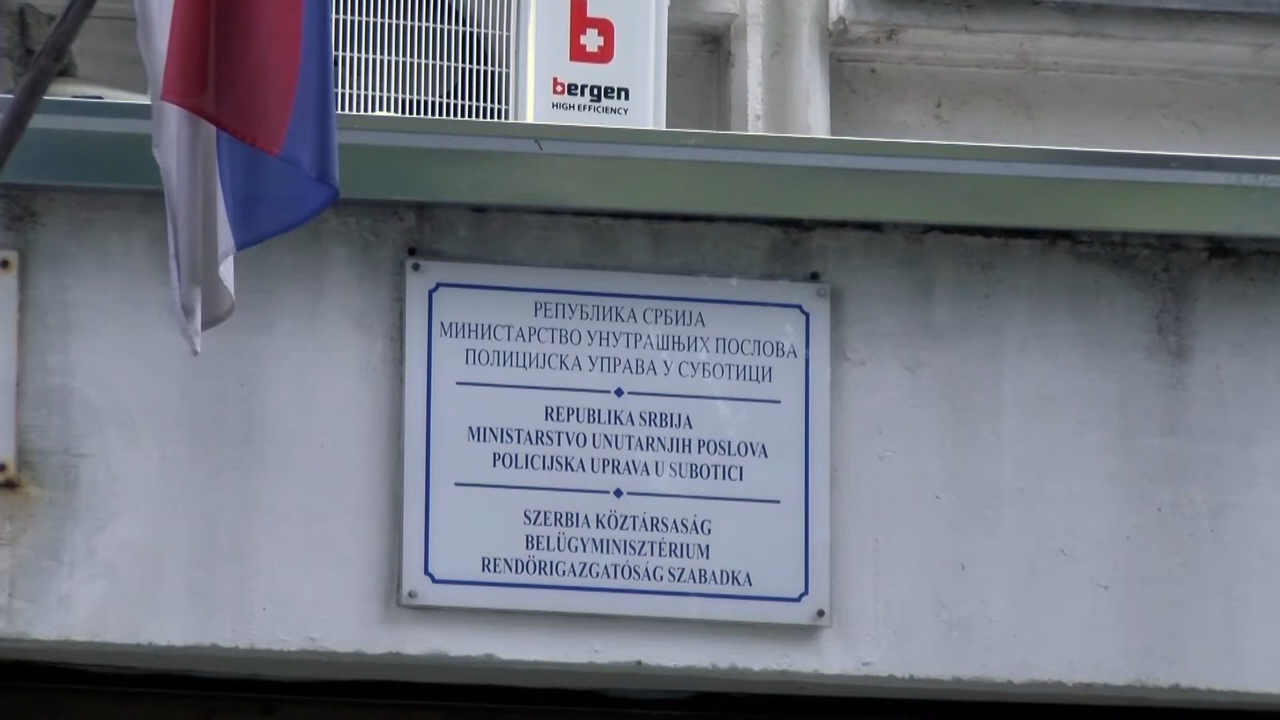 b
bergen
HIGH EFFICIENCY
РЕПУБЛИКА СРБИЈА
МИНИСТАРСТВО УНУТРАШЊИХ ПОСЛОВА
ПОЛИЦИЈСКА УПРАВА У СУБОТИЦИ
REPUBLIKA SRBIJA
MINISTARSTVO UNUTARNJIH POSLOVA
POLICIJSKA UPRAVA U SUBOTICI
SZERBIA KÖZTÁRSASÁG
BELÜGYMINISZTÉRIUM
RENDÖRIGAZGATÓSÁG SZABADKA